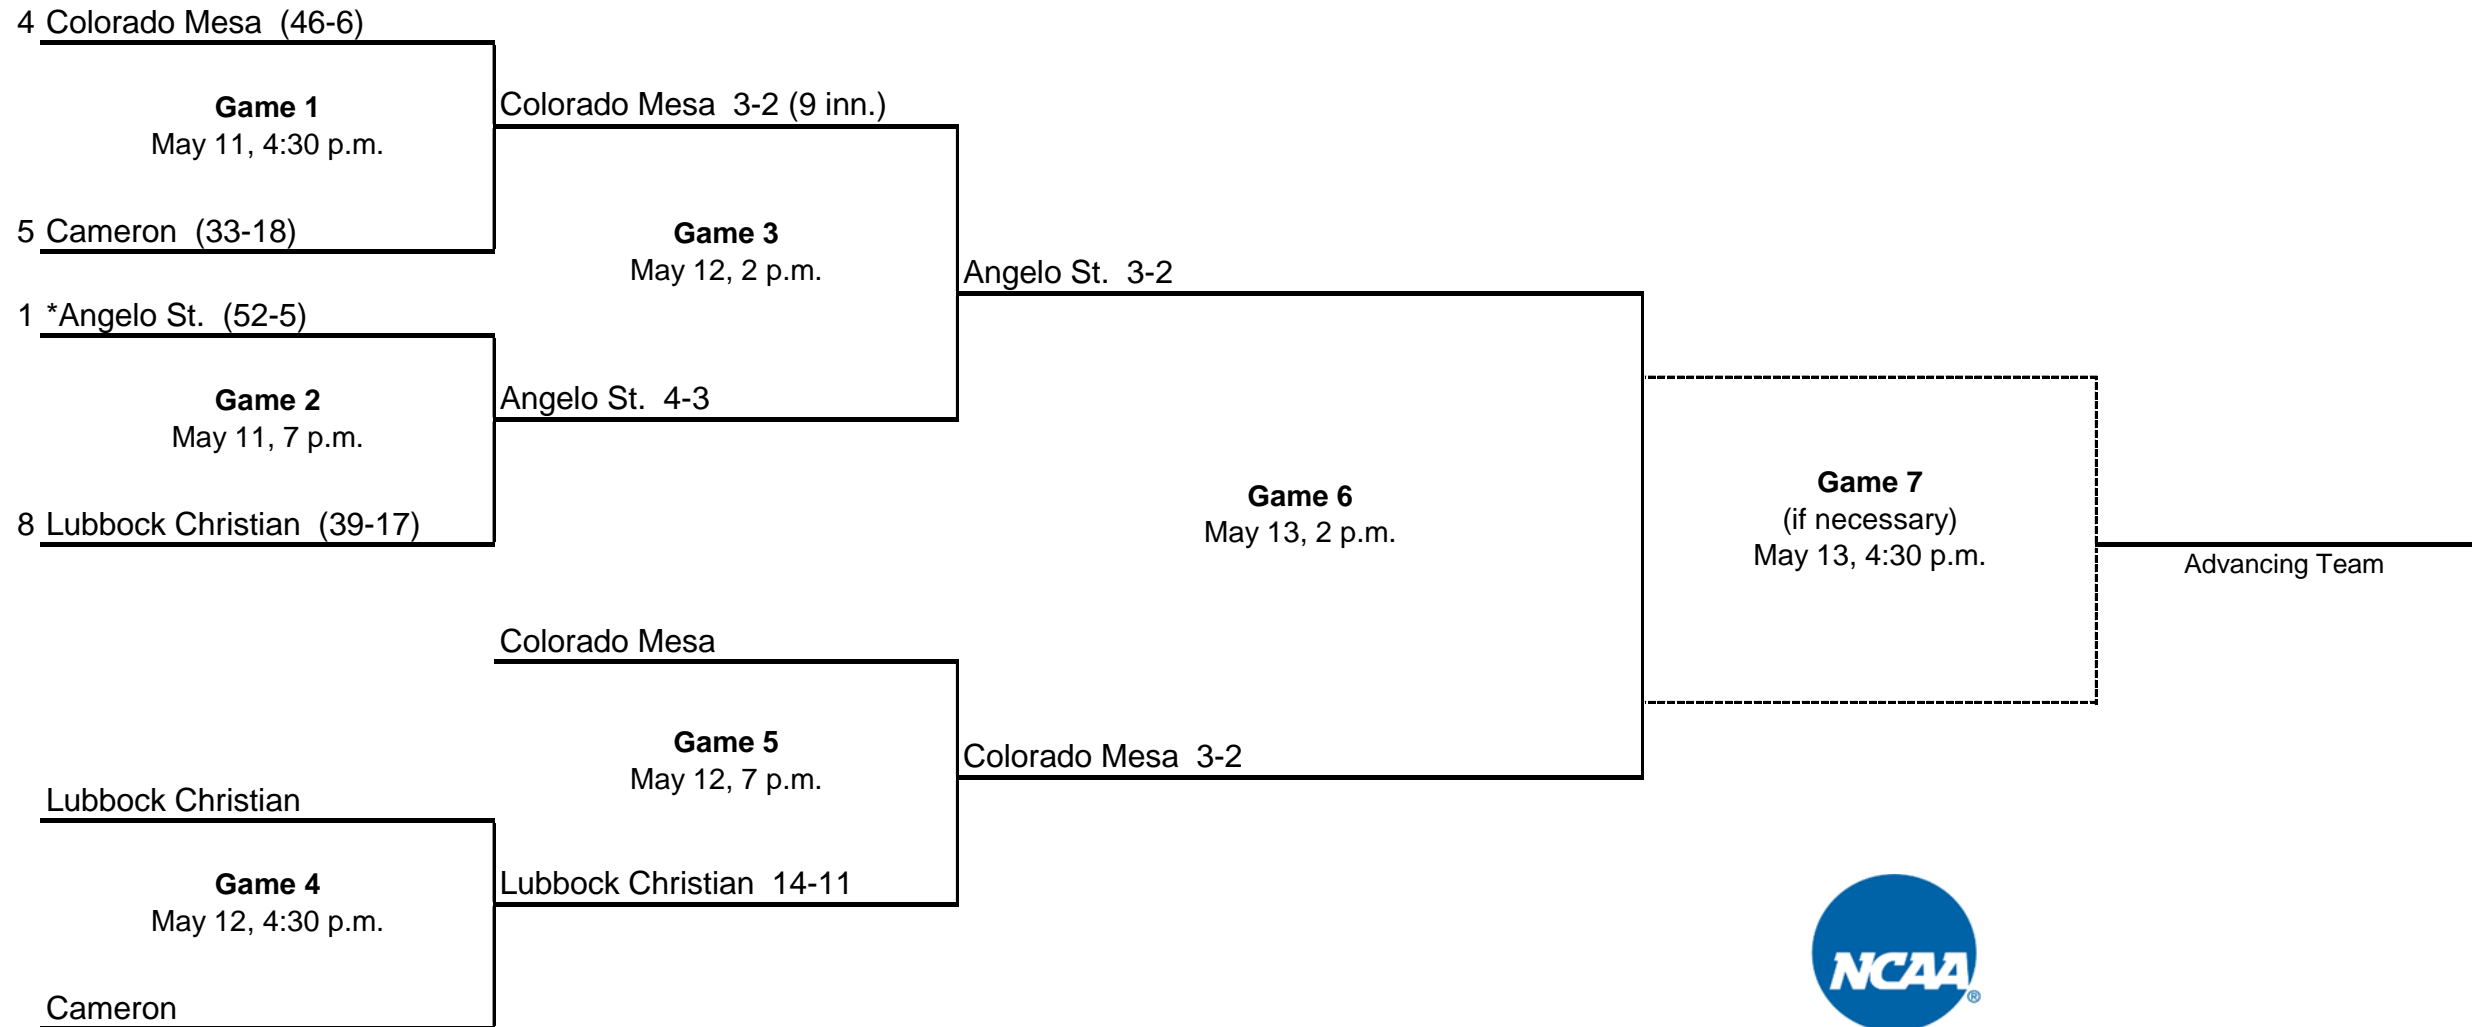 4 Colorado Mesa (46-6)
Game 1
May 11, 4:30 p.m.
Colorado Mesa 3-2 (9 inn.)
5 Cameron (33-18)
Game 3
May 12, 2 p.m.
Angelo St. 3-2
1 *Angelo St. (52-5)
Game 2
May 11, 7 p.m.
Angelo St. 4-3
8 Lubbock Christian (39-17)
Game 6
May 13, 2 p.m.
Game 7
(if necessary)
May 13, 4:30 p.m.
Advancing Team
Colorado Mesa
Game 5
May 12, 7 p.m.
Colorado Mesa 3-2
Lubbock Christian
Game 4
May 12, 4:30 p.m.
Lubbock Christian 14-11
Cameron
NCAA®